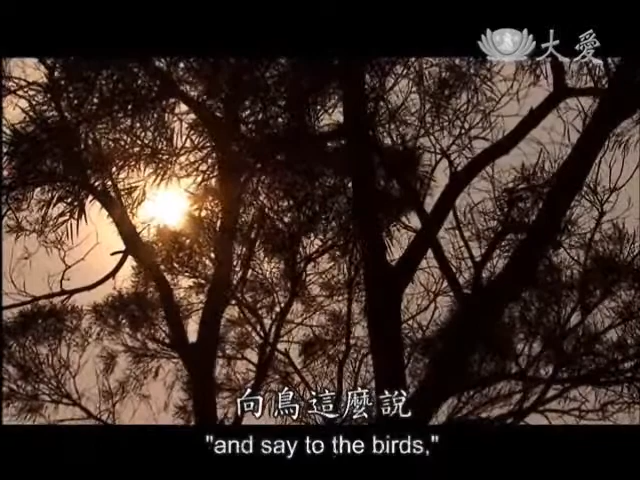 大愛
向鳥這麼說
"and say to the birds,"